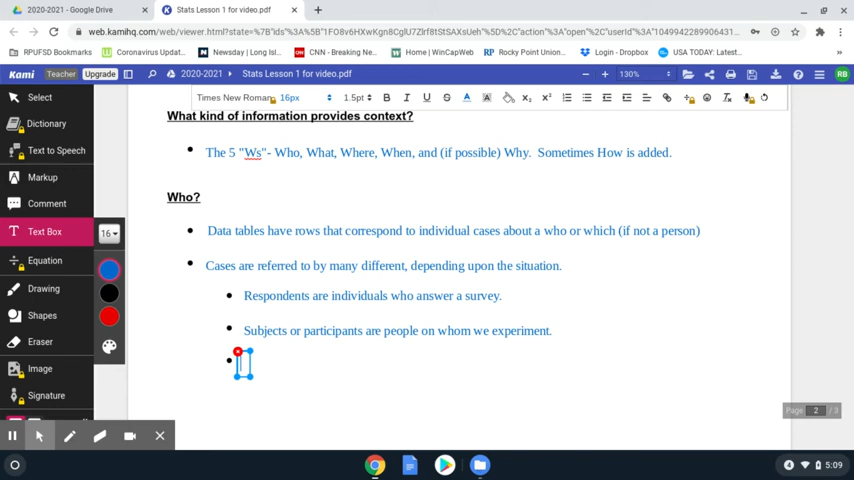 2020-2021 - Google Drive
Stats Lesson 1 for video.pdf
web.kamihq.com/web/viewer.html?state=%7B"ids"%3A%5B"1FO8v6HXwKgn8CglU7Zlrf8tStSAXsUeh"%5D%2C"action"%3A"open"%2C"userId"%3A"1049942289906431...
RPUFSD Bookmarks
Coronavirus Updat...
Newsday | Long Isl...
CNN - Breaking Ne...
Home | WinCapWeb
Rocky Point Union...
Login - Dropbox
USA TODAY: Latest...
Kami
Teacher
Upgrade
2020-2021
Stats Lesson 1 for video.pdf
130%
RB
Select
Times New Roman
16px
1.5pt
B I U S A A X₂ X²
What kind of information provides context?
Dictionary
Text to Speech
The 5 "Ws"- Who, What, Where, When, and (if possible) Why. Sometimes How is added.
Markup
Comment
Who?
Text Box
16
Data tables have rows that correspond to individual cases about a who or which (if not a person)
Equation
Cases are referred to by many different, depending upon the situation.
Drawing
Respondents are individuals who answer a survey.
Shapes
Subjects or participants are people on whom we experiment.
Eraser
Image
Signature
Page 2 / 3
4
5:09